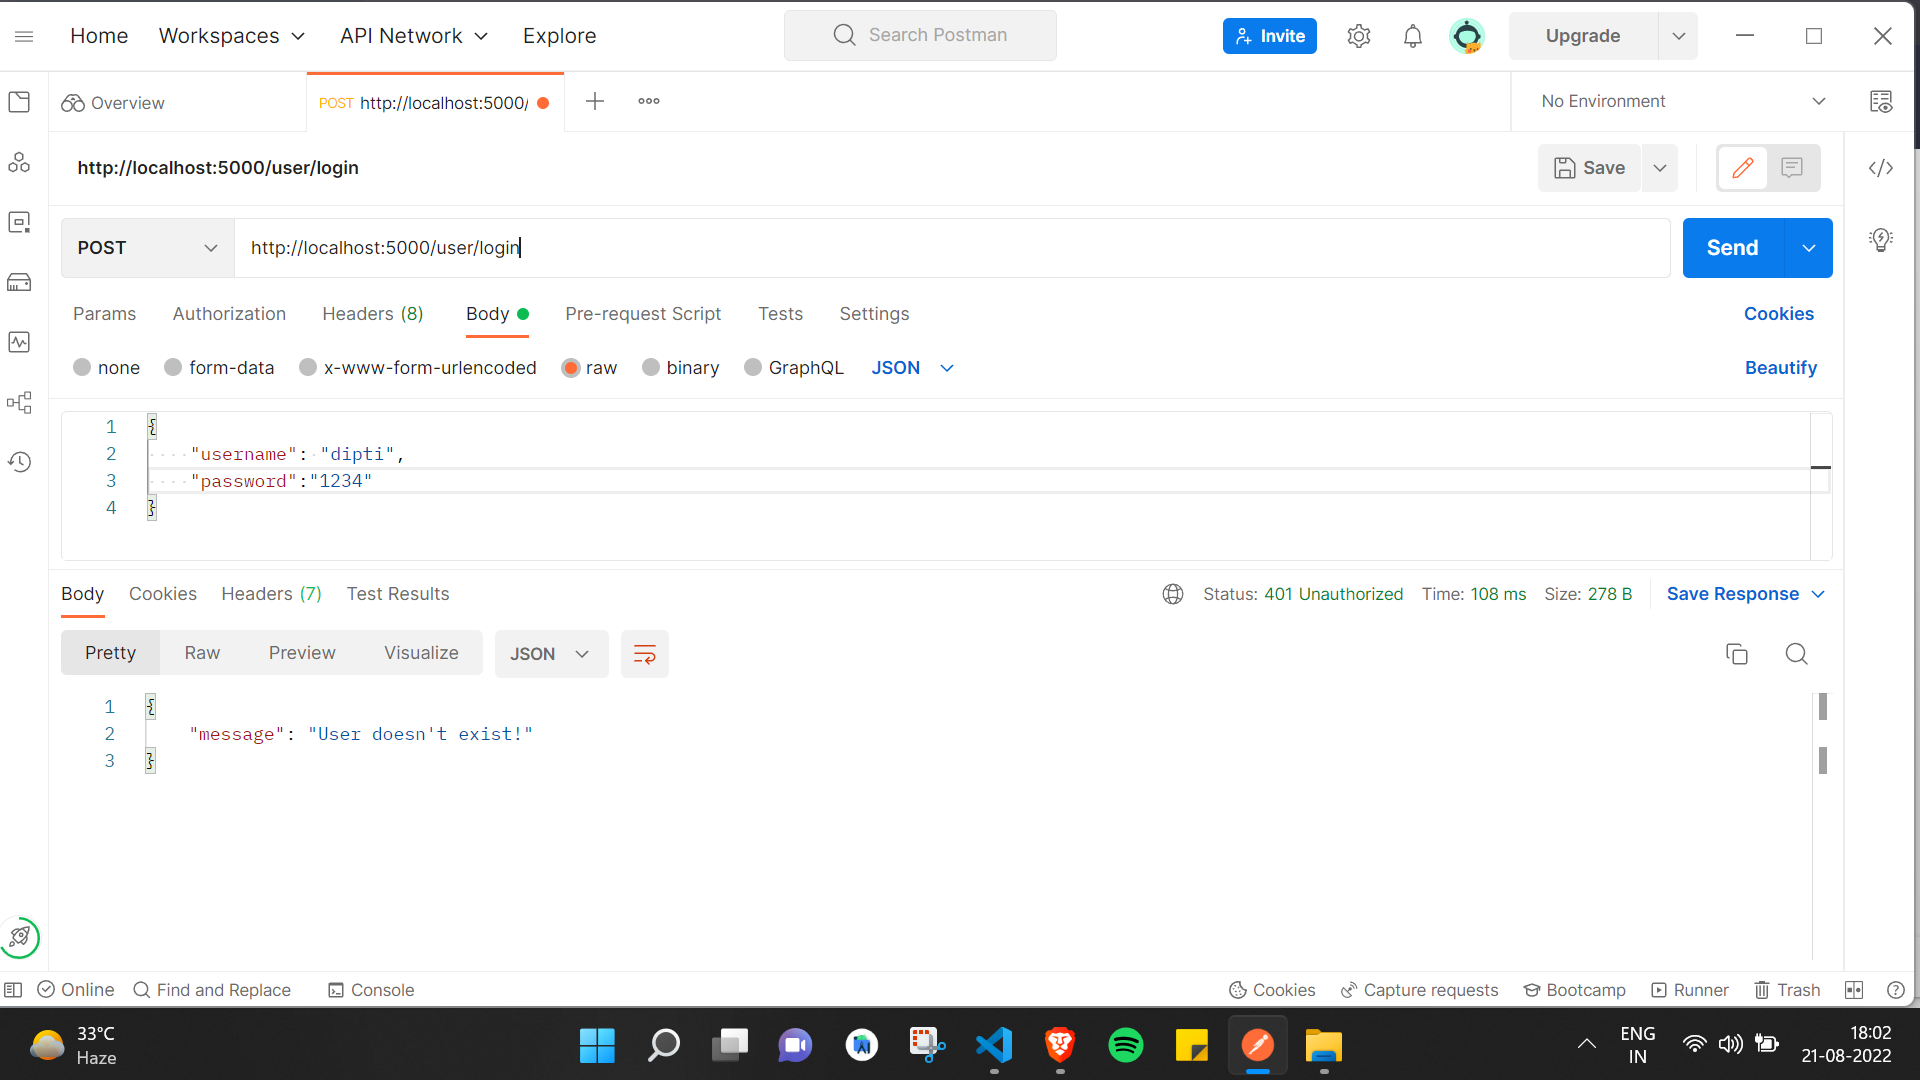 Home Workspaces API Network Explore Search Postman Invite Upgrade
Overview POST http://localhost:5000/ No Environment
http://localhost:5000/user/login Save
POST http://localhost:5000/user/login Send
Params Authorization Headers (8) Body Pre-request Script Tests Settings Cookies
none form-data x-www-form-urlencoded raw binary GraphQL JSON Beautify
1 {
2 "username": "dipti",
3 "password":"1234"
4 }
Body Cookies Headers (7) Test Results Status: 401 Unauthorized Time: 108 ms Size: 278 B Save Response
Pretty Raw Preview Visualize JSON
1 {
2 "message": "User doesn't exist!"
3 }
Online Find and Replace Console Cookies Capture requests Bootcamp Runner Trash
33°C ENG 18:02
Haze IN 21-08-2022